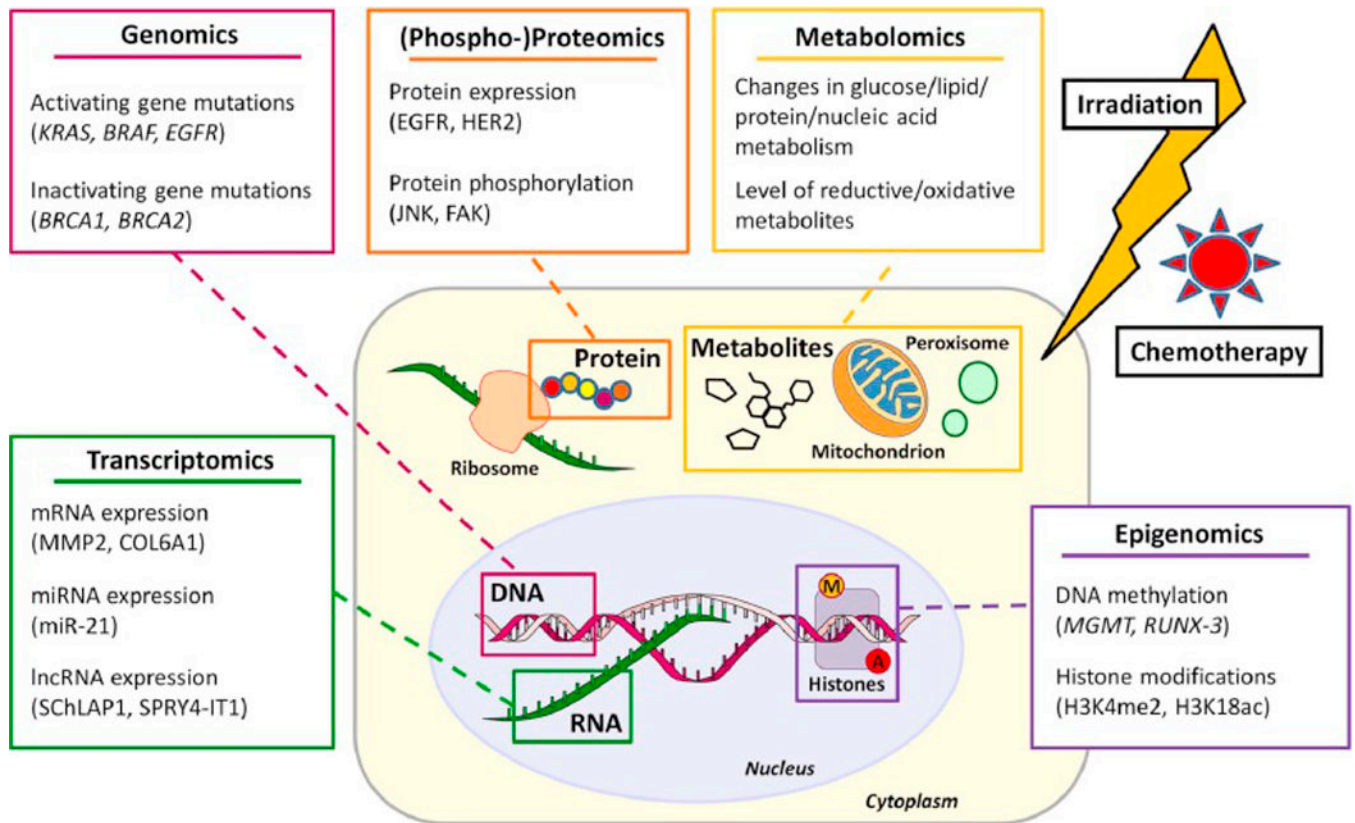 Genomics
Activating gene mutations
(KRAS, BRAF, EGFR)
Inactivating gene mutations
(BRCA1, BRCA2)
(Phospho-)Proteomics
Protein expression
(EGFR, HER2)
Protein phosphorylation
(JNK, FAK)
Metabolomics
Changes in glucose/lipid/
protein/nucleic acid
metabolism
Level of reductive/oxidative
metabolites
Irradiation
Chemotherapy
Protein
Ribosome
Metabolites
Peroxisome
Mitochondrion
Transcriptomics
mRNA expression
(MMP2, COL6A1)
miRNA expression
(miR-21)
lncRNA expression
(SChLAP1, SPRY4-IT1)
DNA
RNA
M
A
Histones
Nucleus
Cytoplasm
Epigenomics
DNA methylation
(MGMT, RUNX-3)
Histone modifications
(H3K4me2, H3K18ac)